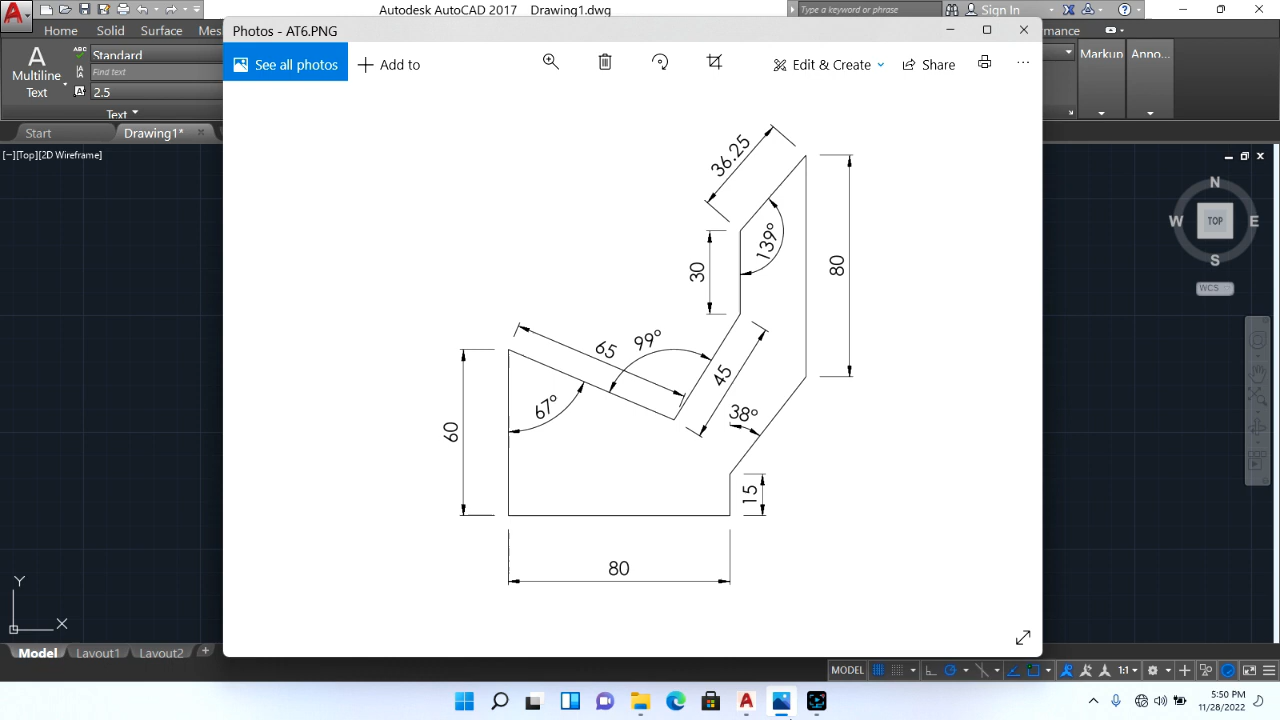 Autodesk AutoCAD 2017 Drawing1.dwg
Type a keyword or phrase
Sign In
Home Solid Surface Mes
Photos - AT6.PNG
mance
See all photos
Add to
Edit & Create
Share
A
Multiline
Text
ABC
Standard
Find text
2.5
Text
Markup
Anno...
Start
Drawing1*
[−][Top][2D Wireframe]
N
W
TOP
E
S
WCS
36.25
139°
80
30
65
99°
45
67°
38°
60
15
80
Y
X
Model Layout1 Layout2 +
MODEL
1:1
5:50 PM
11/28/2022